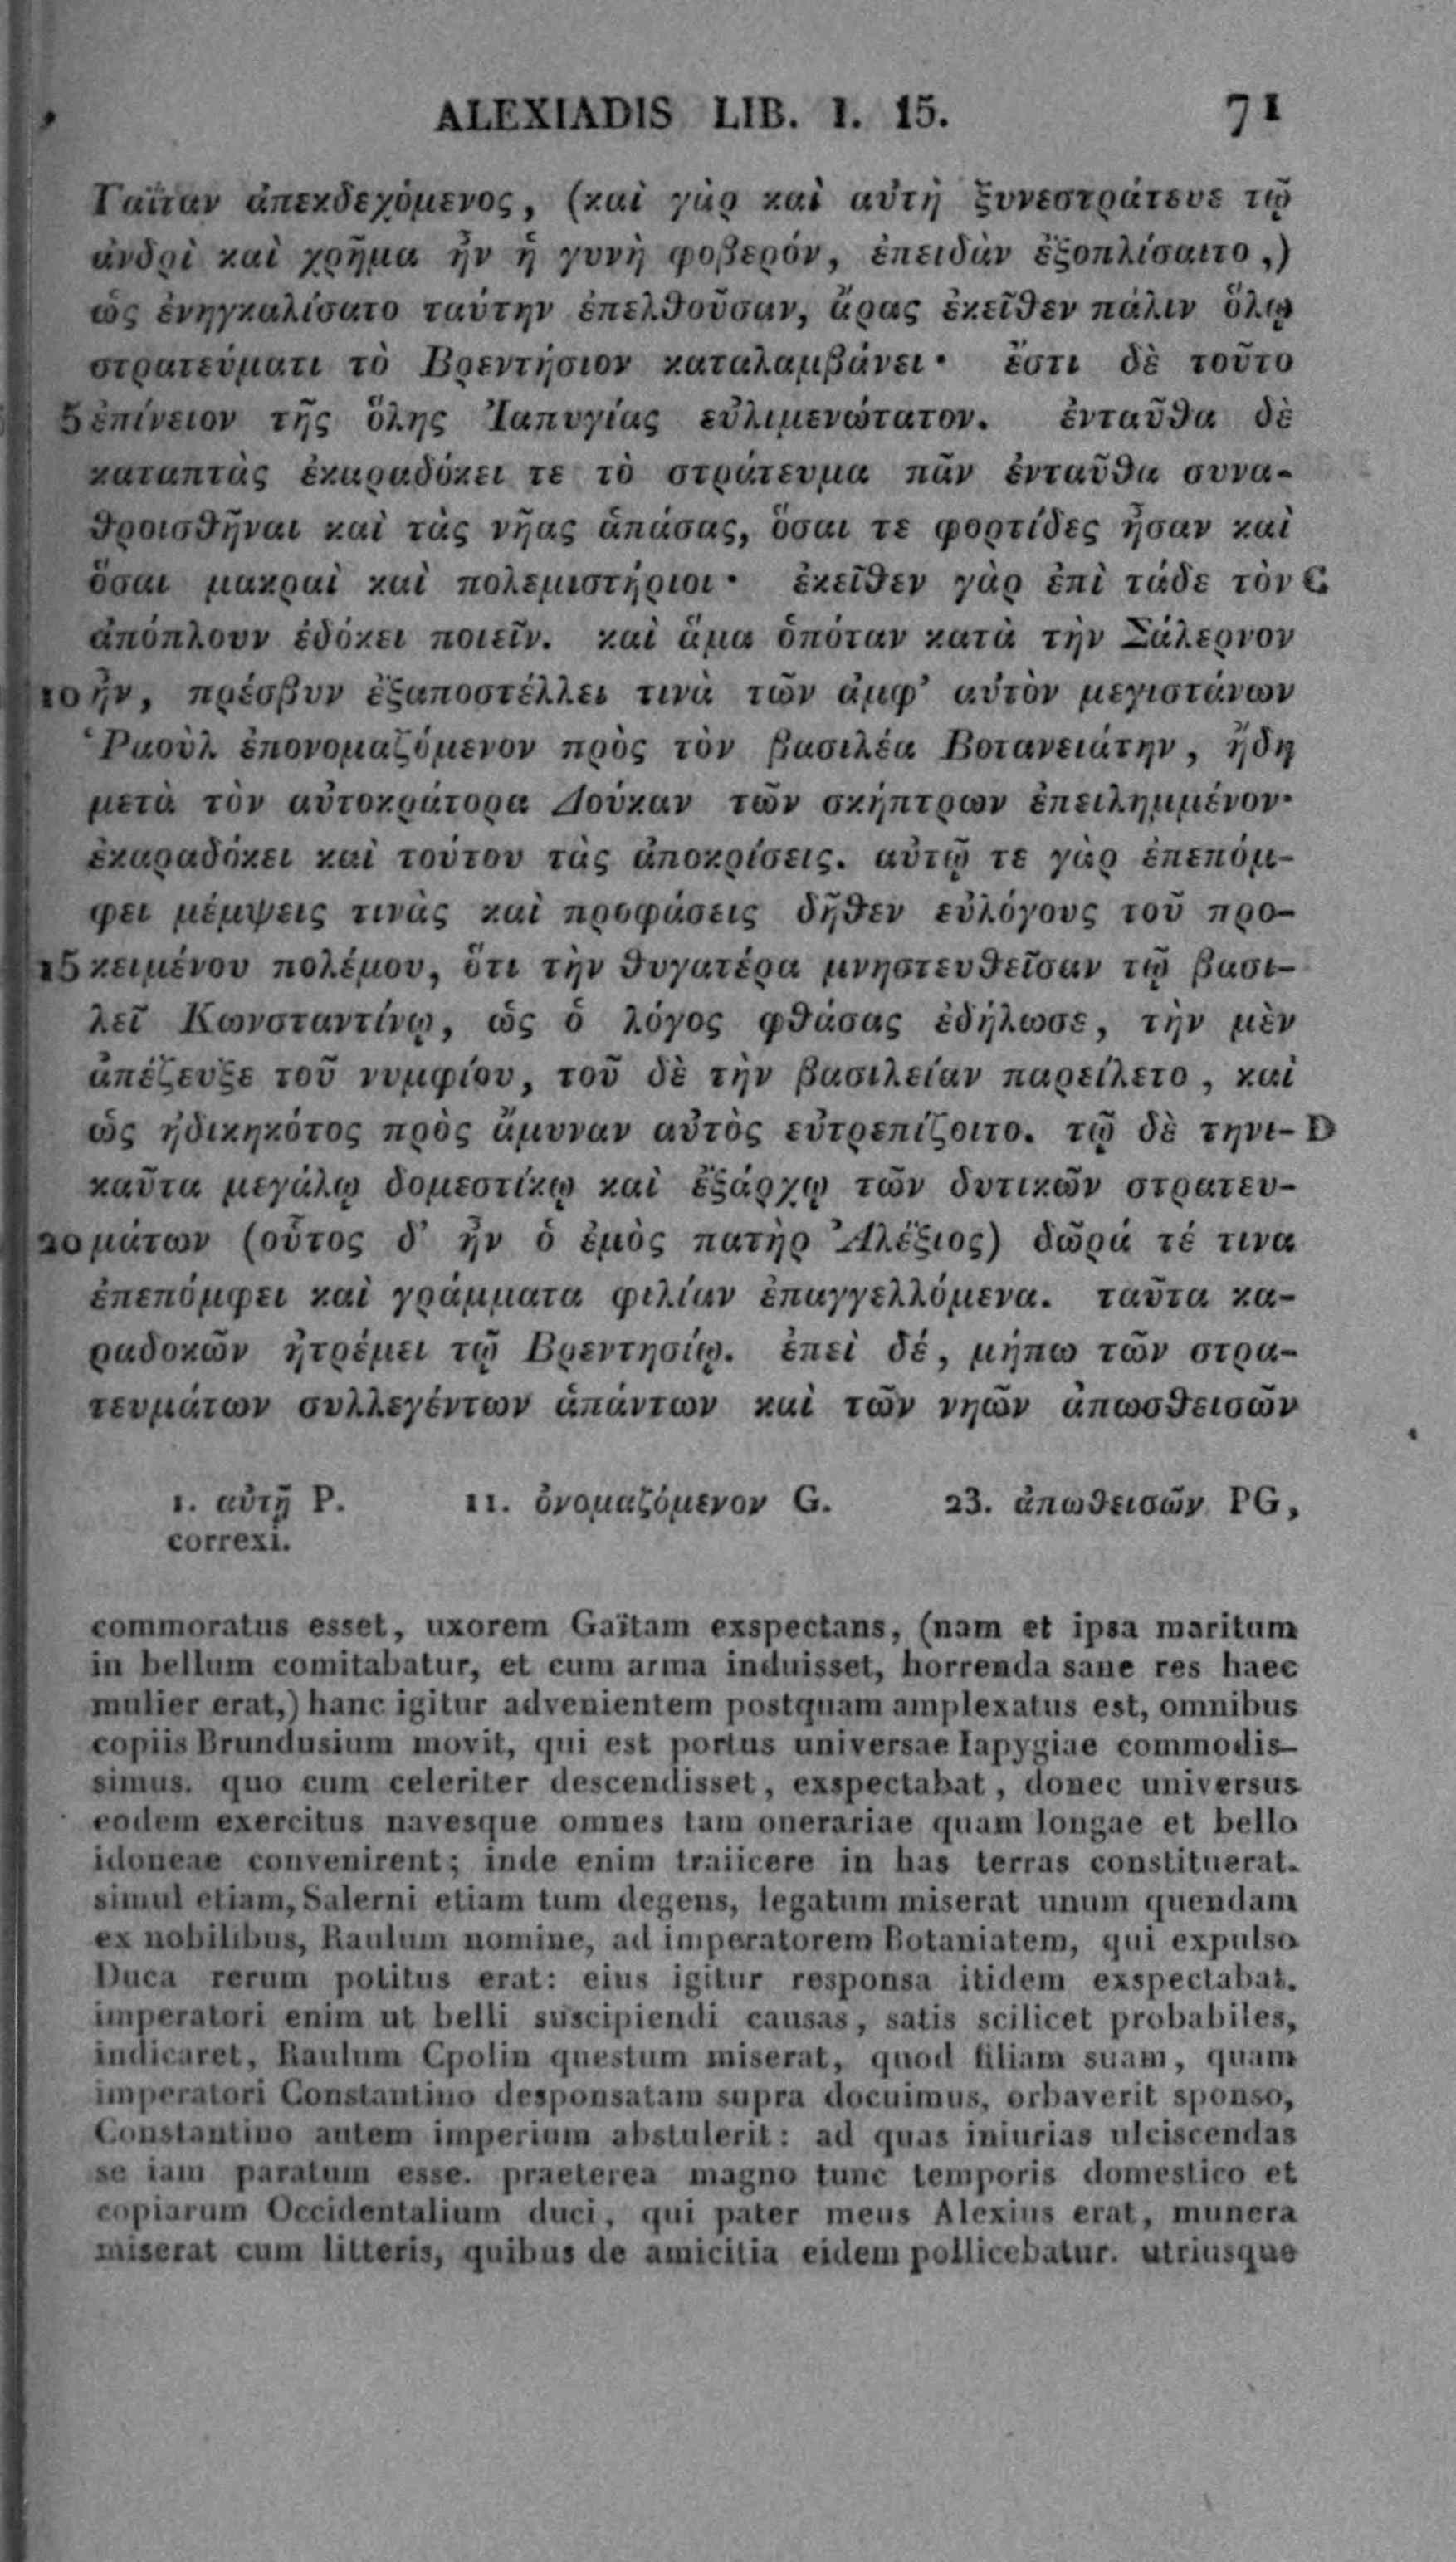 ALEXIADIS LIB. I. 15. 71
Γαΐταν ἀπεκδεχόμενος, (καὶ γὰρ καὶ αὐτὴ ξυνεστράτευε τῷ
ἀνδρὶ καὶ χρῆμα ἦν ἡ γυνὴ φοβερόν, ἐπειδὰν ἐξοπλίσαιτο,)
ὡς ἐνηγκαλίσατο ταύτην ἐπελθοῦσαν, ἄρας ἐκεῖθεν πάλιν ὅλῳ
στρατεύματι τὸ Βρεντήσιον καταλαμβάνει· ἔστι δὲ τοῦτο
5 ἐπίνειον τῆς ὅλης Ἰαπυγίας εὐλιμενώτατον. ἐνταῦθα δὲ
καταπτὰς ἐκαραδόκει τε τὸ στράτευμα πᾶν ἐνταῦθα συνα-
θροισθῆναι καὶ τὰς νῆας ἁπάσας, ὅσαι τε φορτίδες ἦσαν καὶ
ὅσαι μακραὶ καὶ πολεμιστήριοι· ἐκεῖθεν γὰρ ἐπὶ τάδε τὸν C
ἀπόπλουν ἐδόκει ποιεῖν. καὶ ἅμα ὁπόταν κατὰ τὴν Σάλερνον
10 ἦν, πρέσβυν ἐξαποστέλλει τινὰ τῶν ἀμφ’ αὐτὸν μεγιστάνων
Ῥαοὺλ ἐπονομαζόμενον πρὸς τὸν βασιλέα Βοτανειάτην, ἤδη
μετὰ τὸν αὐτοκράτορα Δούκαν τῶν σκήπτρων ἐπειλημμένον·
ἐκαραδόκει καὶ τούτου τὰς ἀποκρίσεις. αὐτῷ τε γὰρ ἐπεπόμ-
φει μέμψεις τινὰς καὶ προφάσεις δῆθεν εὐλόγους τοῦ προ-
15 κειμένου πολέμου, ὅτι τὴν θυγατέρα μνηστευθεῖσαν τῷ βασι-
λεῖ Κωνσταντίνῳ, ὡς ὁ λόγος φθάσας ἐδήλωσε, τὴν μὲν
ἀπέζευξε τοῦ νυμφίου, τοῦ δὲ τὴν βασιλείαν παρείλετο, καὶ
ὡς ἠδικηκότος πρὸς ἄμυναν αὐτὸς εὐτρεπίζοιτο. τῷ δὲ τηνι- D
καῦτα μεγάλῳ δομεστίκῳ καὶ ἐξάρχῳ τῶν δυτικῶν στρατευ-
20 μάτων (οὗτος δ’ ἦν ὁ ἐμὸς πατὴρ Ἀλέξιος) δῶρά τέ τινα
ἐπεπόμφει καὶ γράμματα φιλίαν ἐπαγγελλόμενα. ταῦτα κα-
ραδοκῶν ἠτρέμει τῷ Βρεντησίῳ. ἐπεὶ δέ, μήπω τῶν στρα-
τευμάτων συλλεγέντων ἁπάντων καὶ τῶν νηῶν ἀπωσθεισῶν
1. αὐτῇ P. 11. ὀνομαζόμενον G. 23. ἀπωθεισῶν PG,
correxi.
commoratus esset, uxorem Gaïtam exspectans, (nam et ipsa maritum
in bellum comitabatur, et cum arma induisset, horrenda sane res haec
mulier erat,) hanc igitur advenientem postquam amplexatus est, omnibus
copiis Brundusium movit, qui est portus universae Iapygiae commodis-
simus. quo cum celeriter descendisset, exspectabat, donec universus
eodem exercitus navesque omnes tam onerariae quam longae et bello
idoneae convenirent; inde enim traiicere in has terras constituerat.
simul etiam, Salerni etiam tum degens, legatum miserat unum quendam
ex nobilibus, Raulum nomine, ad imperatorem Botaniatem, qui expulso
Duca rerum politus erat: eius igitur responsa itidem exspectabat.
imperatori enim ut belli suscipiendi causas, satis scilicet probabiles,
indicaret, Raulum Cpolin questum miserat, quod filiam suam, quam
imperatori Constantino desponsatam supra docuimus, orbaverit sponso,
Constantino autem imperium abstulerit: ad quas iniurias ulciscendas
se iam paratum esse. praeterea magno tunc temporis domestico et
copiarum Occidentalium duci, qui pater meus Alexius erat, munera
miserat cum litteris, quibus de amicitia eidem pollicebatur. utriusque